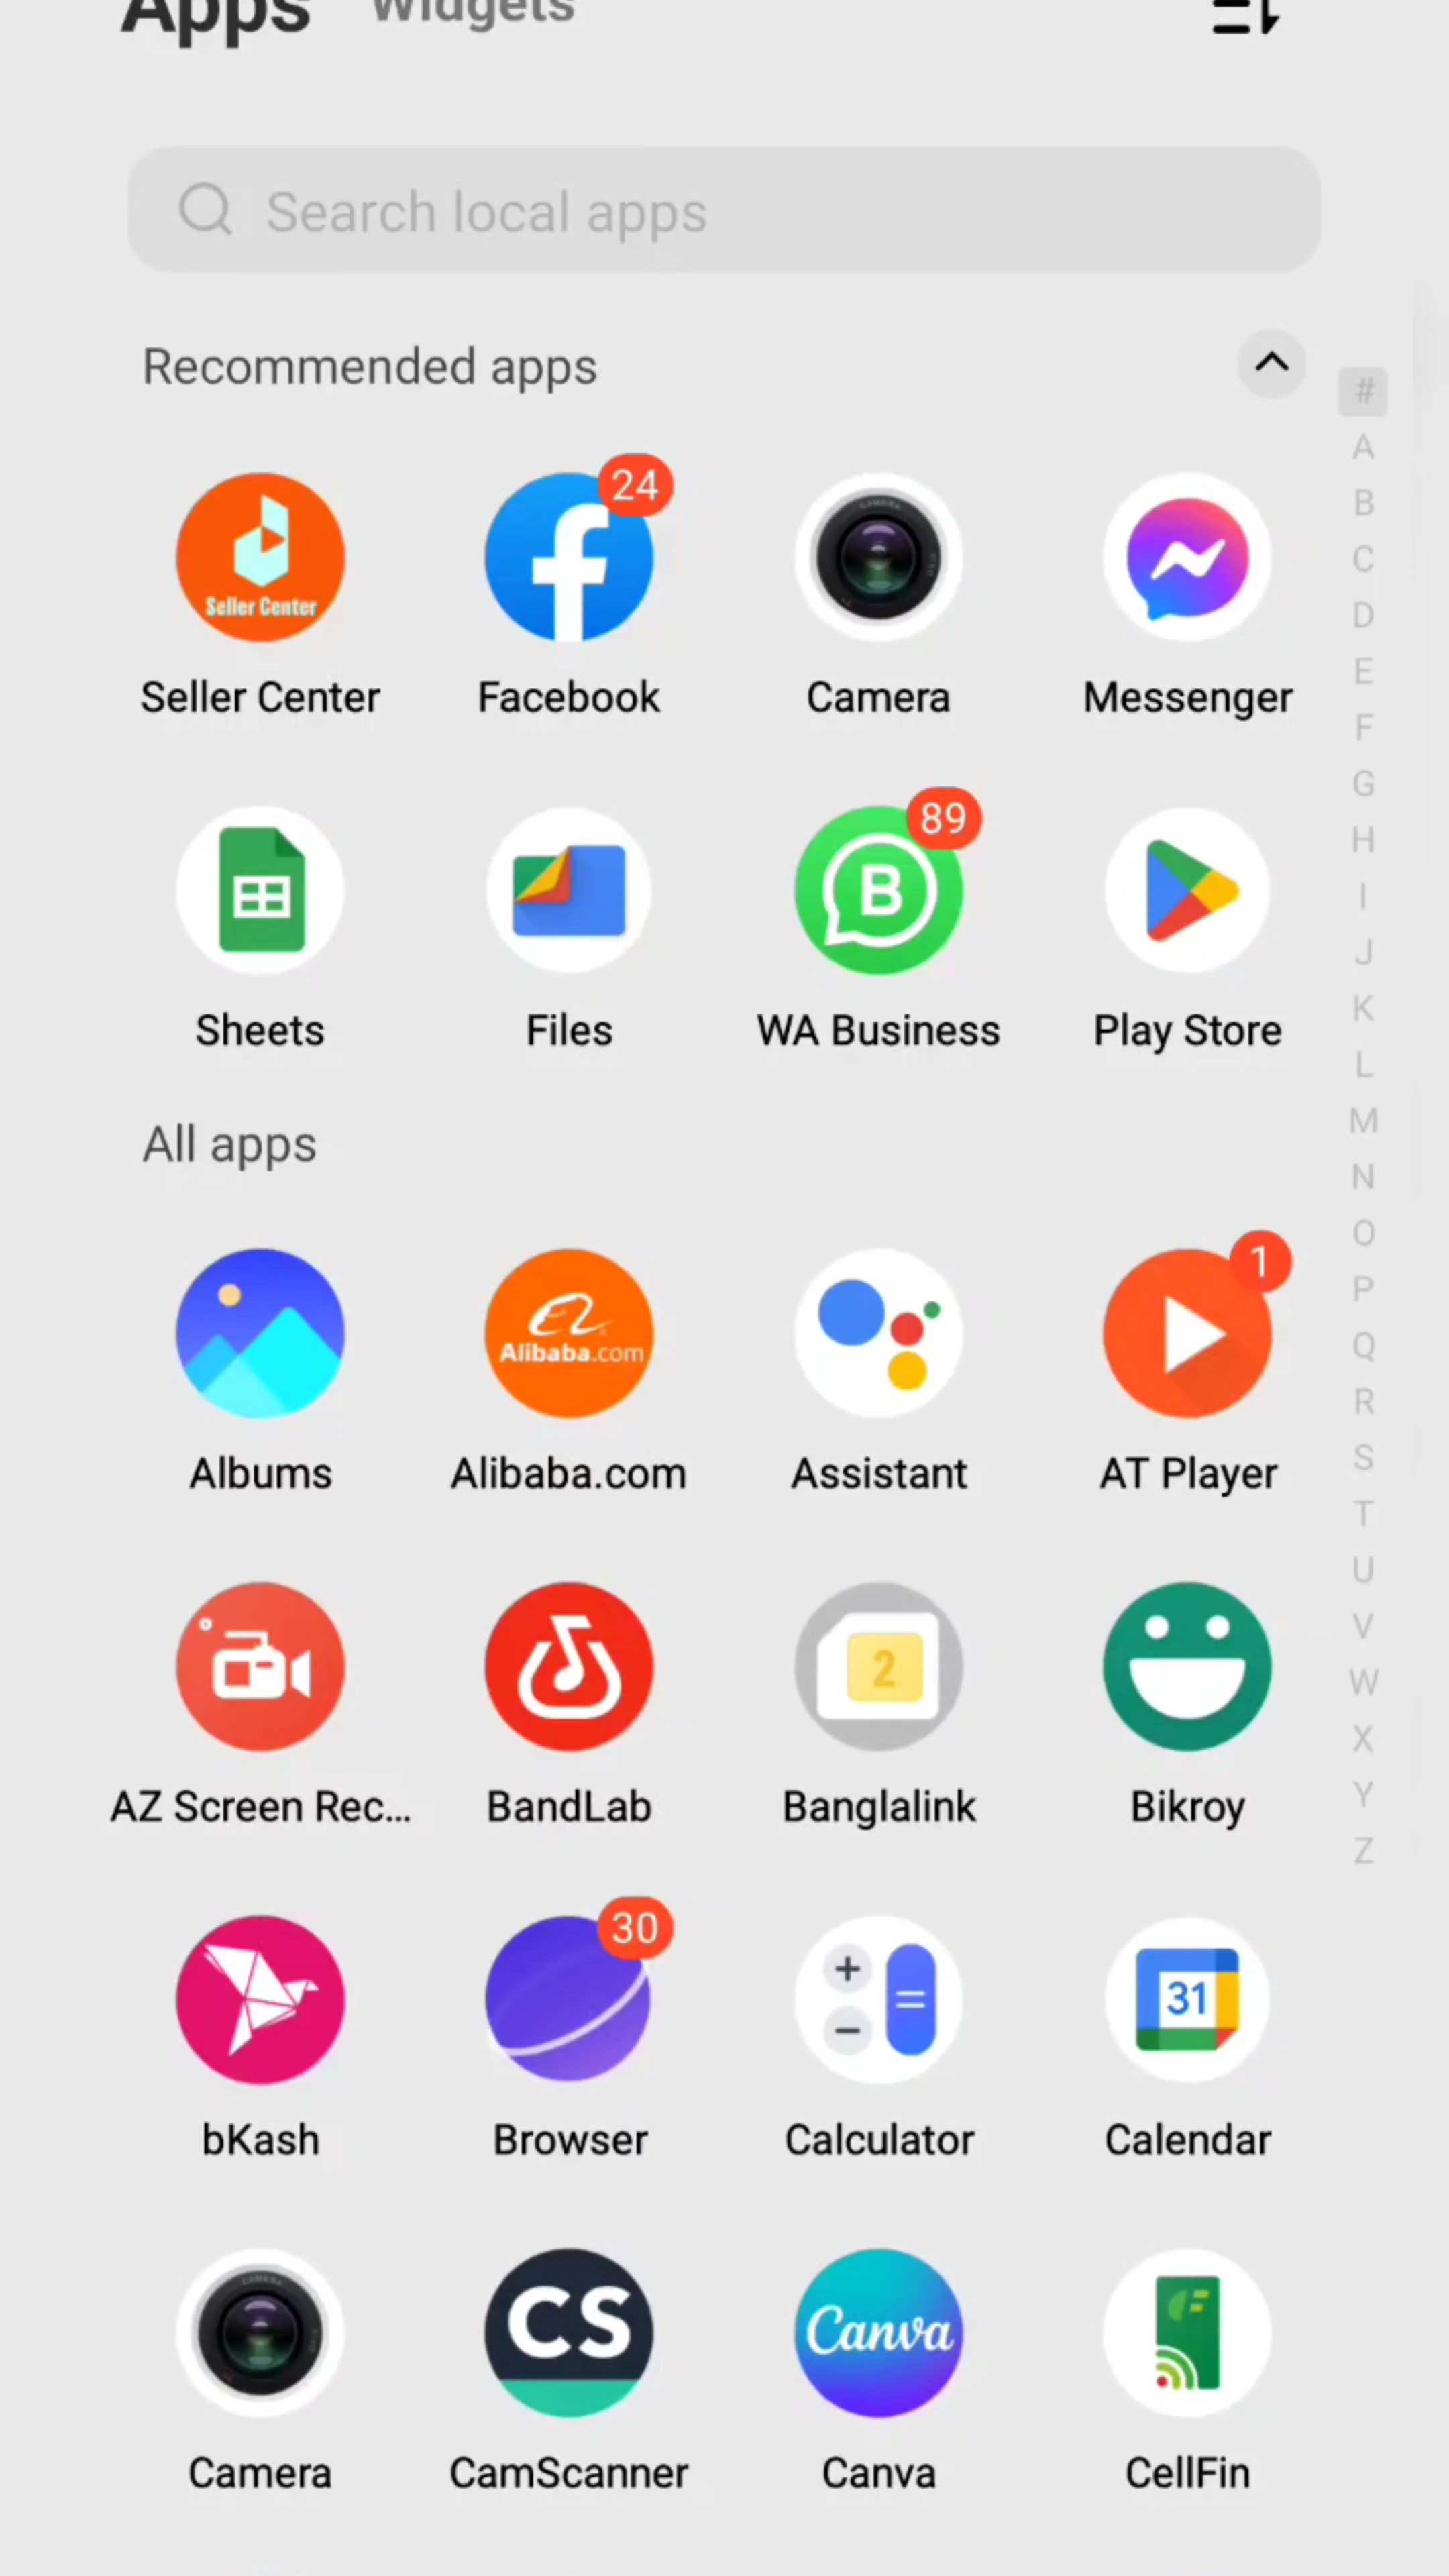 Apps Widgets
Search local apps
Recommended apps
#
A
B
C
D
E
F
G
H
I
J
K
L
M
N
O
P
Q
R
S
T
U
V
W
X
Y
Z
24
Seller Center
Seller Center Facebook Camera Messenger
89
B
Sheets Files WA Business Play Store
All apps
1
Alibaba.com
Albums Alibaba.com Assistant AT Player
2
AZ Screen Rec... BandLab Banglalink Bikroy
30
31
bKash Browser Calculator Calendar
CAMERA
CS Canva
Camera CamScanner Canva CellFin